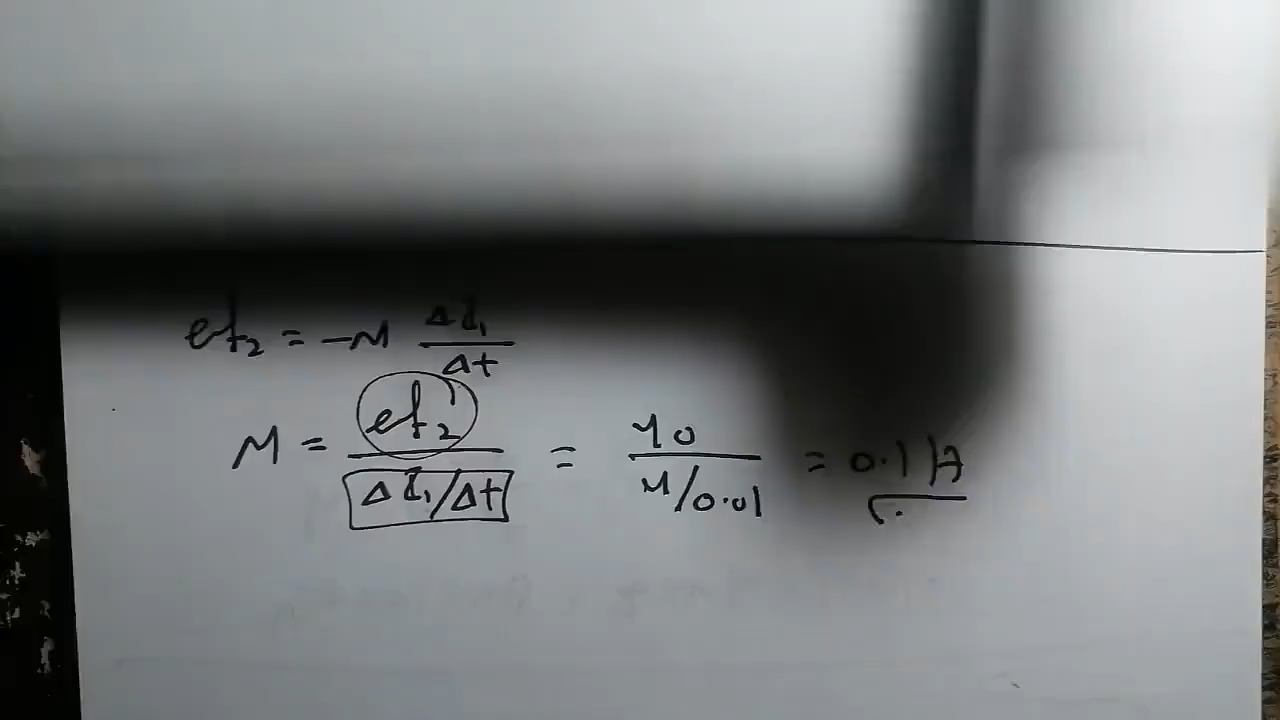 ef₂ = -M ΔI₁/Δt
M = ef₂/(ΔI₁/Δt) = 40/(4/0.01) = 0.1 H